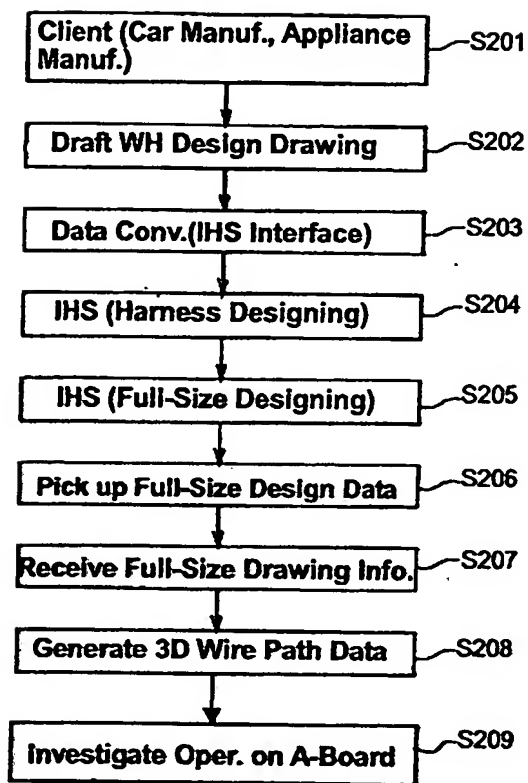 Client (Car Manuf., Appliance
Manuf.)
S201
Draft WH Design Drawing
S202
Data Conv.(IHS Interface)
S203
IHS (Harness Designing)
S204
IHS (Full-Size Designing)
S205
Pick up Full-Size Design Data
S206
Receive Full-Size Drawing Info.
S207
Generate 3D Wire Path Data
S208
Investigate Oper. on A-Board
S209